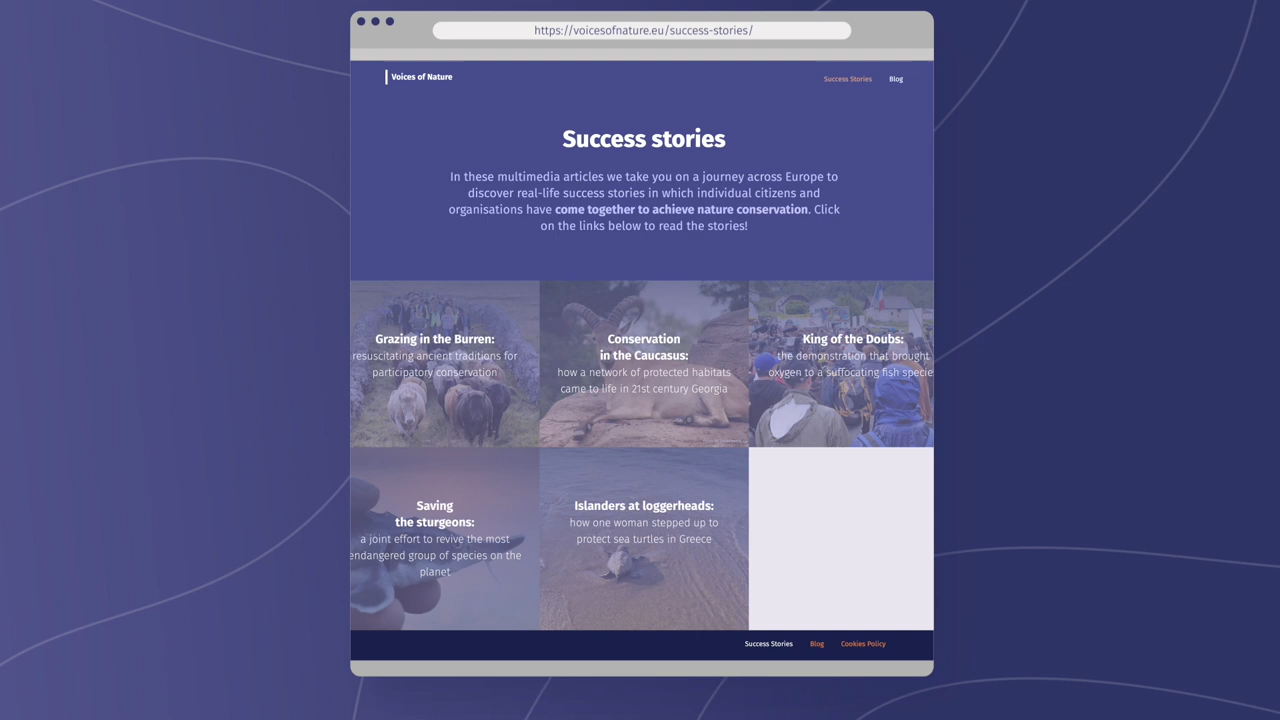 https://voicesofnature.eu/success-stories/
Voices of Nature
Success Stories
Blog
Success stories
In these multimedia articles we take you on a journey across Europe to
discover real-life success stories in which individual citizens and
organisations have come together to achieve nature conservation. Click
on the links below to read the stories!
Grazing in the Burren:
resuscitating ancient traditions for
participatory conservation
Conservation
in the Caucasus:
how a network of protected habitats
came to life in 21st century Georgia
King of the Doubs:
the demonstration that brought
oxygen to a suffocating fish specie
Saving
the sturgeons:
a joint effort to revive the most
endangered group of species on the
planet
Islanders at loggerheads:
how one woman stepped up to
protect sea turtles in Greece
Success Stories
Blog
Cookies Policy